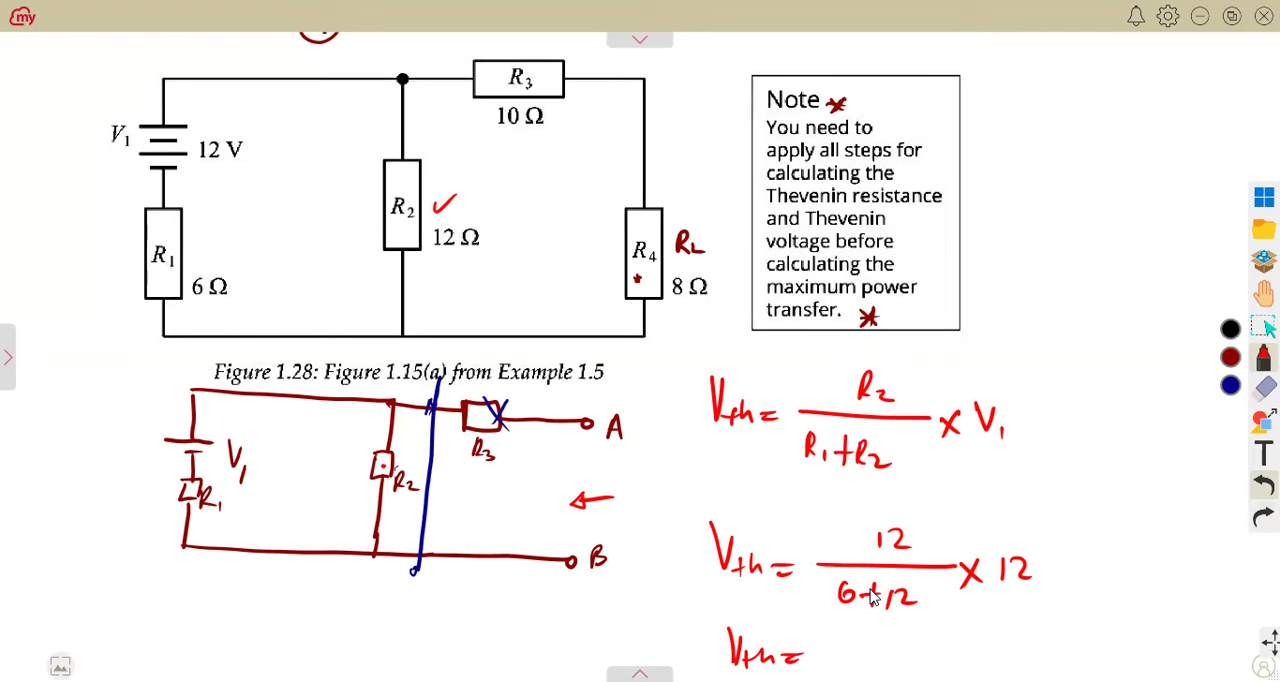 my
R3
10 Ω
V1
12 V
R2
12 Ω
R1
6 Ω
R4
RL
8 Ω
Note
You need to
apply all steps for
calculating the
Thevenin resistance
and Thevenin
voltage before
calculating the
maximum power
transfer.
Figure 1.28: Figure 1.15(a) from Example 1.5
V1
R1
R2
R3
A
B
Vth = R2 / (R1+R2) x V1
Vth = 12 / (6+12) x 12
Vth =
T